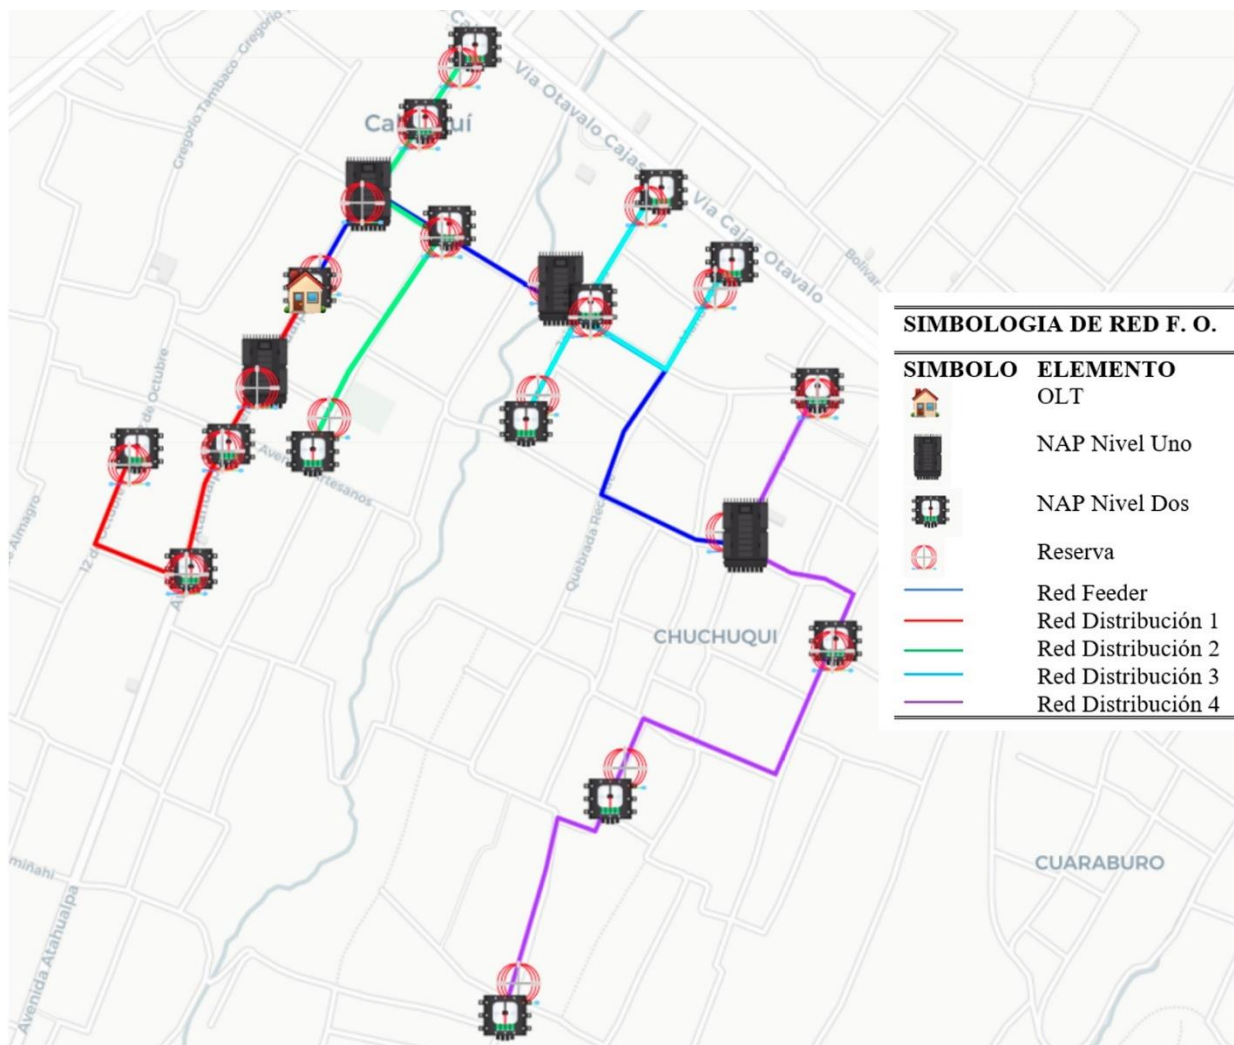 Gregorio Tambaco
Gregorio
Via Otavalo Cajas
Via Cajas Otavalo
Bolivar
12 de Octubre
Almagro
Quebrada
CHUCHUQUI
CUARABURO
Avenida Atahualpa
SIMBOLOGIA DE RED F. O.
SIMBOLO ELEMENTO
OLT
NAP Nivel Uno
NAP Nivel Dos
Reserva
Red Feeder
Red Distribución 1
Red Distribución 2
Red Distribución 3
Red Distribución 4